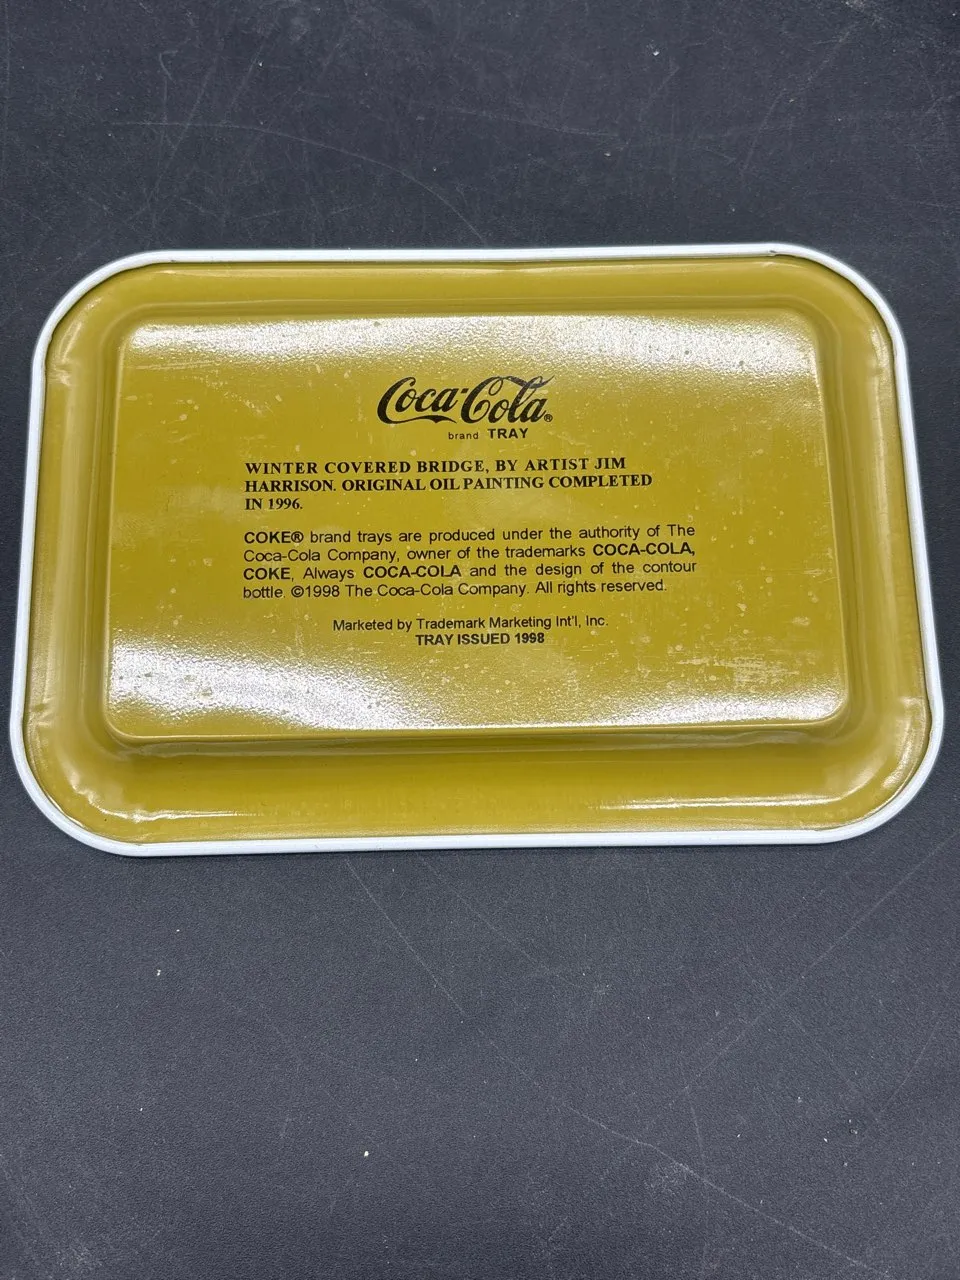 Coca-Cola®
brand TRAY
WINTER COVERED BRIDGE, BY ARTIST JIM
HARRISON. ORIGINAL OIL PAINTING COMPLETED
IN 1996.
COKE® brand trays are produced under the authority of The
Coca-Cola Company, owner of the trademarks COCA-COLA,
COKE, Always COCA-COLA and the design of the contour
bottle. ©1998 The Coca-Cola Company. All rights reserved.
Marketed by Trademark Marketing Int'l, Inc.
TRAY ISSUED 1998